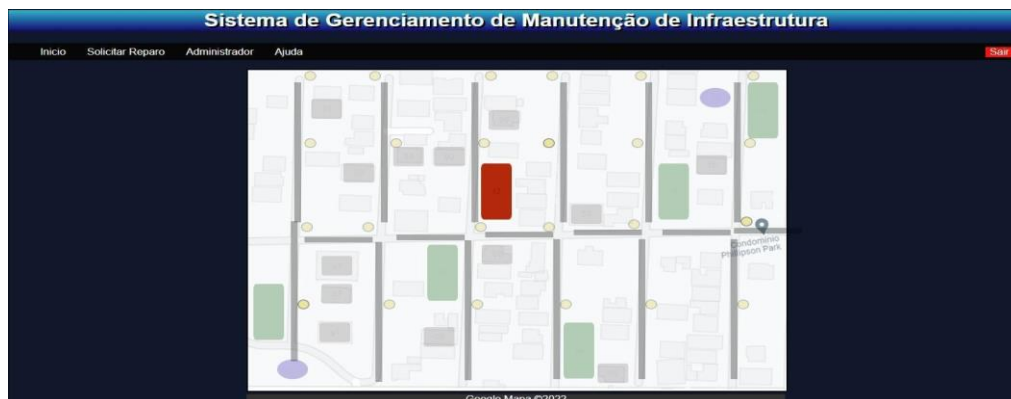 Sistema de Gerenciamento de Manutenção de Infraestrutura
Inicio Solicitar Reparo Administrador Ajuda Sair
Condominio
Phillipson Park
Google Maps ©2022